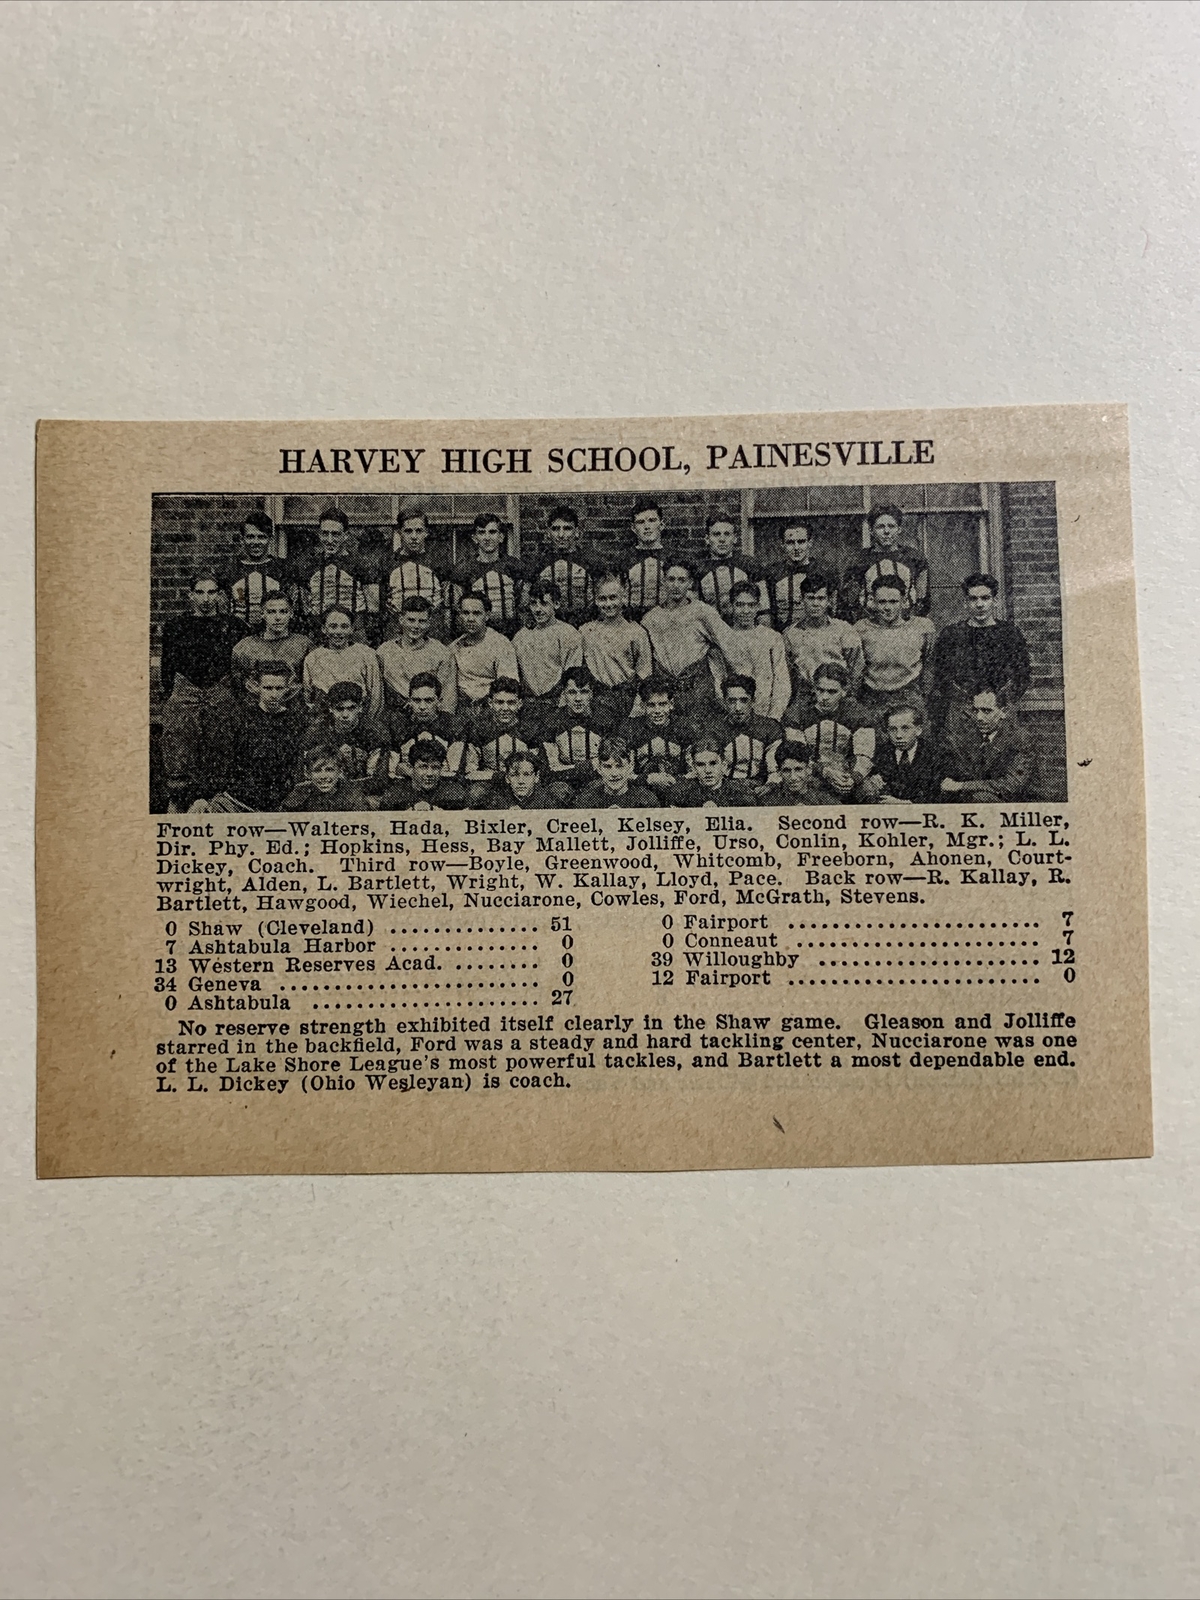 HARVEY HIGH SCHOOL, PAINESVILLE
Front row—Walters, Hada, Bixler, Creel, Kelsey, Elia. Second row—R. K. Miller,
Dir. Phy. Ed.; Hopkins, Hess, Bay Mallett, Jolliffe, Urso, Conlin, Kohler, Mgr.; L. L.
Dickey, Coach. Third row—Boyle, Greenwood, Whitcomb, Freeborn, Ahonen, Court-
wright, Alden, L. Bartlett, Wright, W. Kallay, Lloyd, Pace. Back row—R. Kallay, R.
Bartlett, Hawgood, Wiechel, Nucciarone, Cowles, Ford, McGrath, Stevens.
0 Shaw (Cleveland) .............. 51
7 Ashtabula Harbor ............. 0
13 Western Reserves Acad. ........ 0
34 Geneva ........................ 0
0 Ashtabula ..................... 27
0 Fairport ....................... 7
0 Conneaut ...................... 7
39 Willoughby .................... 12
12 Fairport ....................... 0
No reserve strength exhibited itself clearly in the Shaw game. Gleason and Jolliffe
starred in the backfield, Ford was a steady and hard tackling center, Nucciarone was one
of the Lake Shore League's most powerful tackles, and Bartlett a most dependable end.
L. L. Dickey (Ohio Wesleyan) is coach.